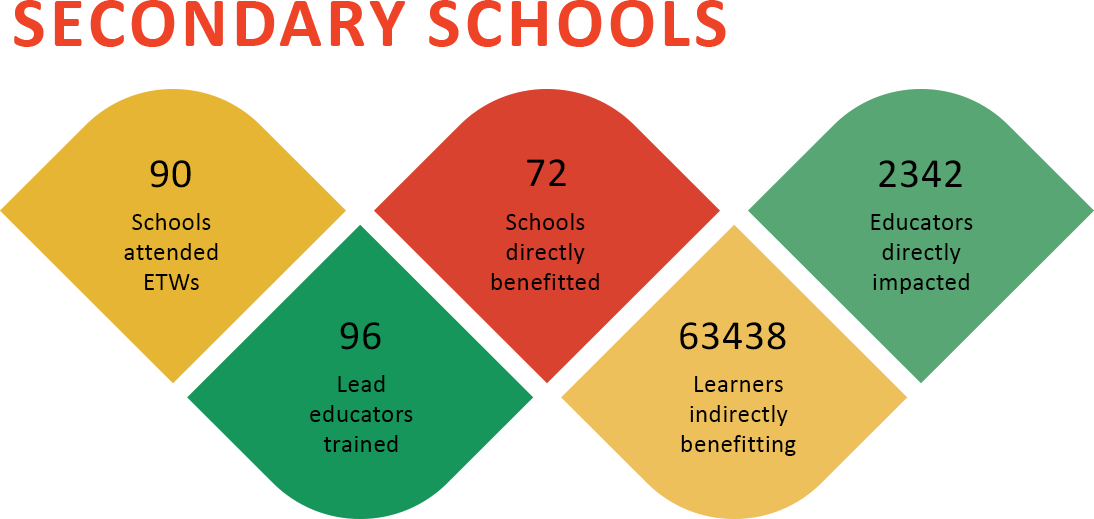 SECONDARY SCHOOLS
90
Schools
attended
ETWs
96
Lead
educators
trained
72
Schools
directly
benefitted
63438
Learners
indirectly
benefitting
2342
Educators
directly
impacted